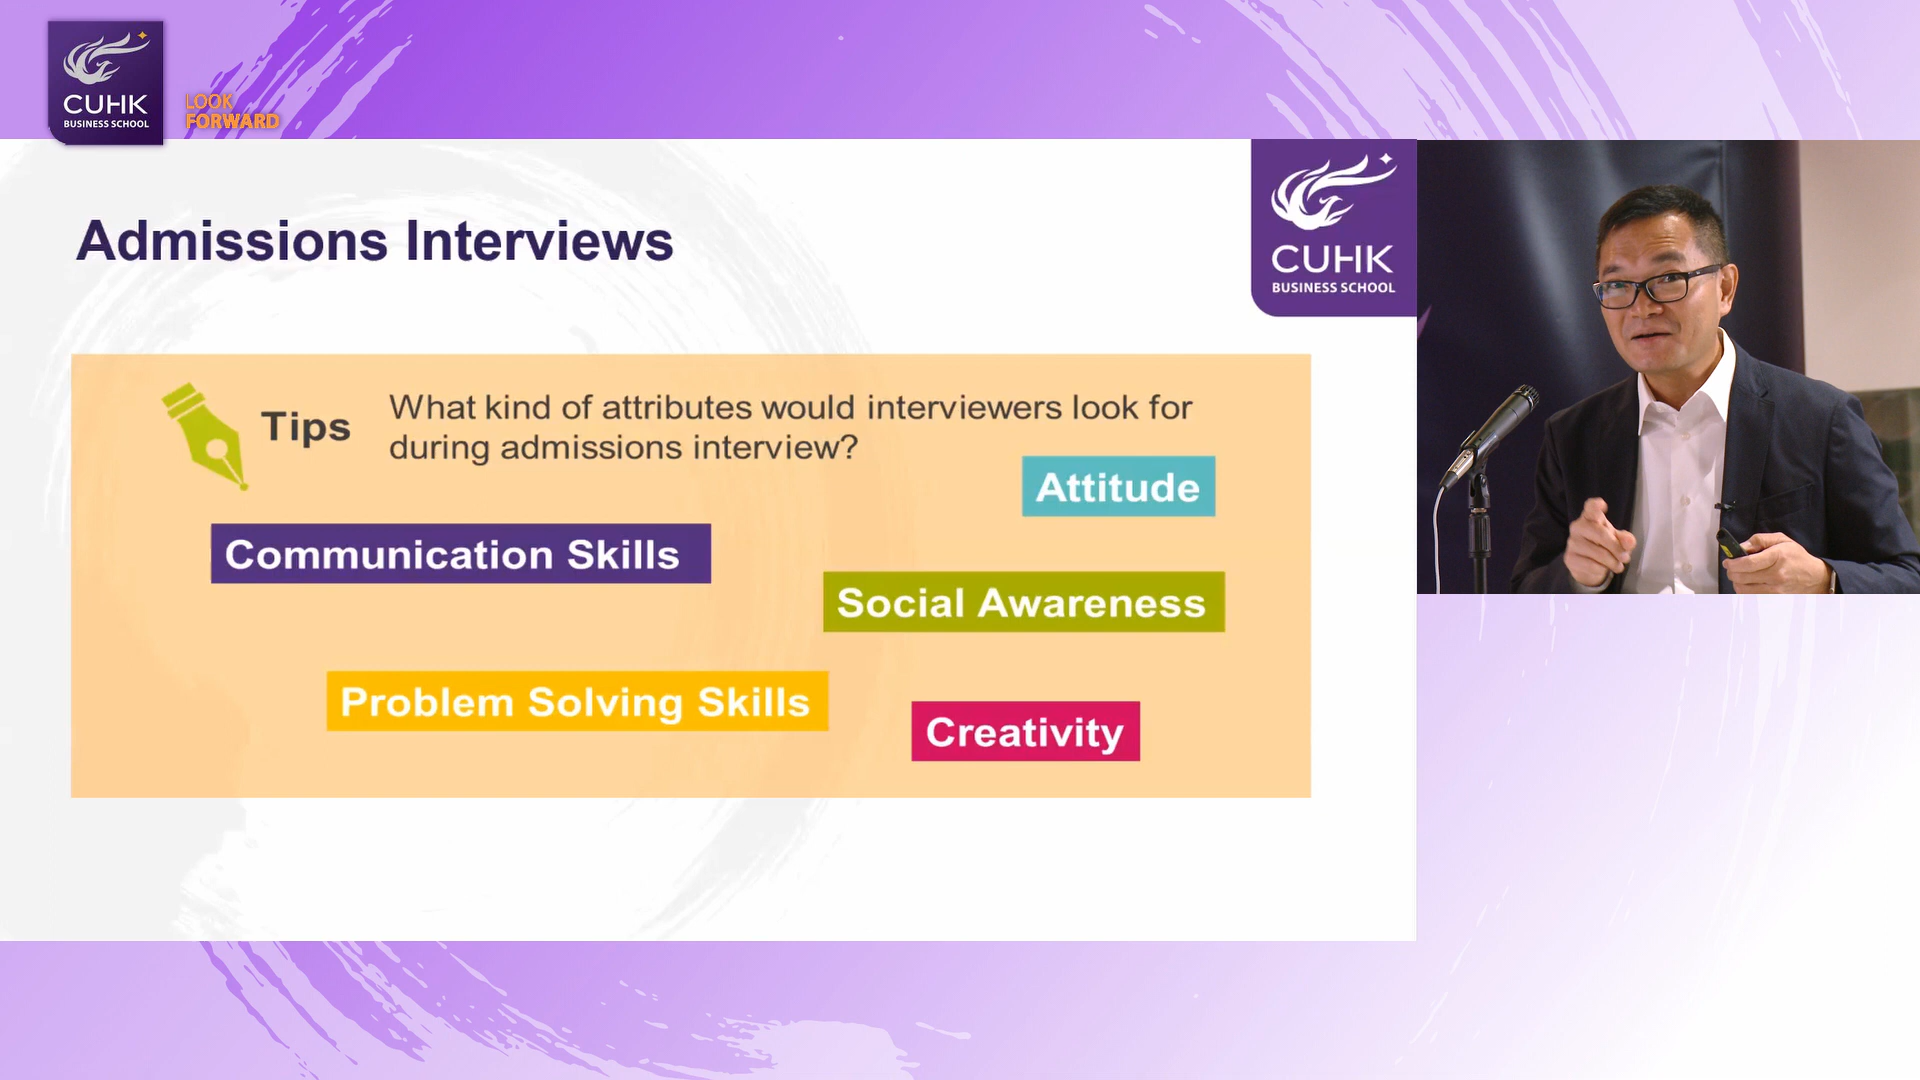 CUHK
BUSINESS SCHOOL
LOOK
FORWARD
CUHK
BUSINESS SCHOOL
Admissions Interviews
Tips
What kind of attributes would interviewers look for
during admissions interview?
Attitude
Communication Skills
Social Awareness
Problem Solving Skills
Creativity